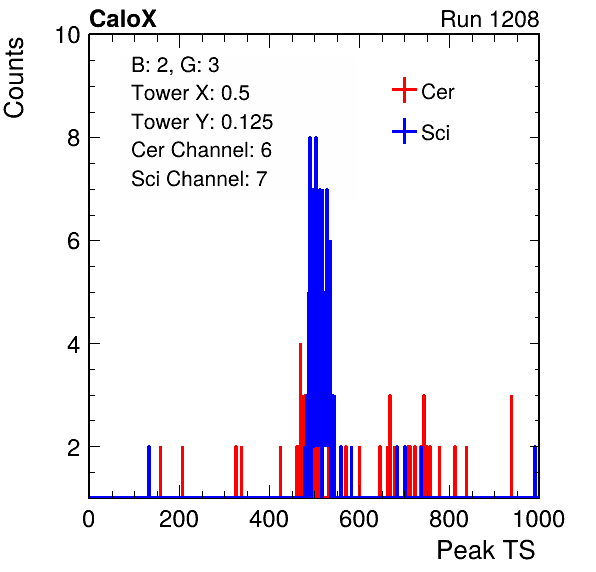 CaloX Run 1208
Counts
10
8
6
4
2
B: 2, G: 3
Tower X: 0.5
Tower Y: 0.125
Cer Channel: 6
Sci Channel: 7
Cer
Sci
0 200 400 600 800 1000
Peak TS